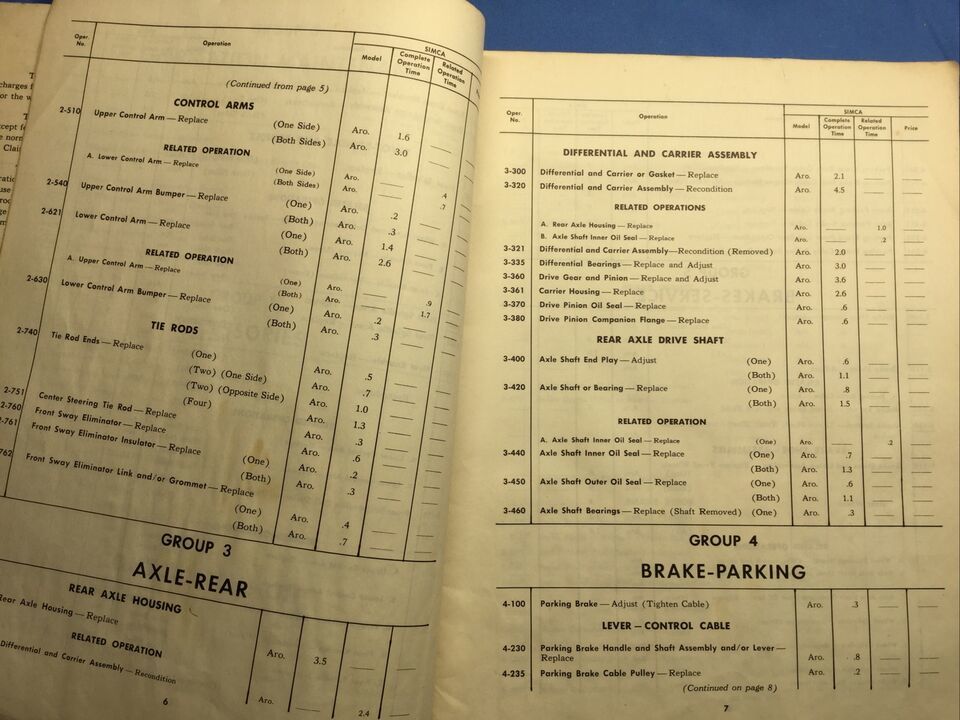 Oper. No. Operation SIMCA Model Complete Operation Time Related Operation Time
(Continued from page 5)
CONTROL ARMS
2-510 Upper Control Arm — Replace (One Side) Aro. 1.6
(Both Sides) Aro. 3.0
RELATED OPERATION
A. Lower Control Arm — Replace (One Side) Aro. .4
(Both Sides) Aro. .7
2-540 Upper Control Arm Bumper — Replace (One) Aro. .2
(Both) Aro. .3
2-621 Lower Control Arm — Replace (One) Aro. 1.4
(Both) Aro. 2.6
RELATED OPERATION
A. Upper Control Arm — Replace (One) Aro. .9
(Both) Aro. 1.7
2-630 Lower Control Arm Bumper — Replace (One) Aro. .2
(Both) Aro. .3
TIE RODS
2-740 Tie Rod Ends — Replace (One) Aro. .5
(Two) (One Side) Aro. .7
(Two) (Opposite Side) Aro. 1.0
(Four) Aro. 1.3
2-751 Center Steering Tie Rod — Replace Aro. .3
2-760 Front Sway Eliminator — Replace Aro. .6
2-761 Front Sway Eliminator Insulator — Replace (One) Aro. .2
(Both) Aro. .3
762 Front Sway Eliminator Link and/or Grommet — Replace
(One) Aro. .4
(Both) Aro. .7
GROUP 3
AXLE-REAR
REAR AXLE HOUSING
Rear Axle Housing — Replace Aro. 3.5
RELATED OPERATION
Differential and Carrier Assembly — Recondition Aro. 2.4
6
Oper. No. Operation SIMCA Model Complete Operation Time Related Operation Time Price
DIFFERENTIAL AND CARRIER ASSEMBLY
3-300 Differential and Carrier or Gasket — Replace Aro. 2.1
3-320 Differential and Carrier Assembly — Recondition Aro. 4.5
RELATED OPERATIONS
A. Rear Axle Housing — Replace Aro. 1.0
B. Axle Shaft Inner Oil Seal — Replace Aro. .2
3-321 Differential and Carrier Assembly—Recondition (Removed) Aro. 2.0
3-335 Differential Bearings — Replace and Adjust Aro. 3.0
3-360 Drive Gear and Pinion — Replace and Adjust Aro. 3.6
3-361 Carrier Housing — Replace Aro. 2.6
3-370 Drive Pinion Oil Seal — Replace Aro. .6
3-380 Drive Pinion Companion Flange — Replace Aro. .6
REAR AXLE DRIVE SHAFT
3-400 Axle Shaft End Play — Adjust (One) Aro. .6
(Both) Aro. 1.1
3-420 Axle Shaft or Bearing — Replace (One) Aro. .8
(Both) Aro. 1.5
RELATED OPERATION
A. Axle Shaft Inner Oil Seal — Replace (One) Aro. .2
3-440 Axle Shaft Inner Oil Seal — Replace (One) Aro. .7
(Both) Aro. 1.3
3-450 Axle Shaft Outer Oil Seal — Replace (One) Aro. .6
(Both) Aro. 1.1
3-460 Axle Shaft Bearings — Replace (Shaft Removed) (One) Aro. .3
GROUP 4
BRAKE-PARKING
4-100 Parking Brake — Adjust (Tighten Cable) Aro. .3
LEVER — CONTROL CABLE
4-230 Parking Brake Handle and Shaft Assembly and/or Lever —
Replace Aro. .8
4-235 Parking Brake Cable Pulley — Replace Aro. .2
(Continued on page 8)
7